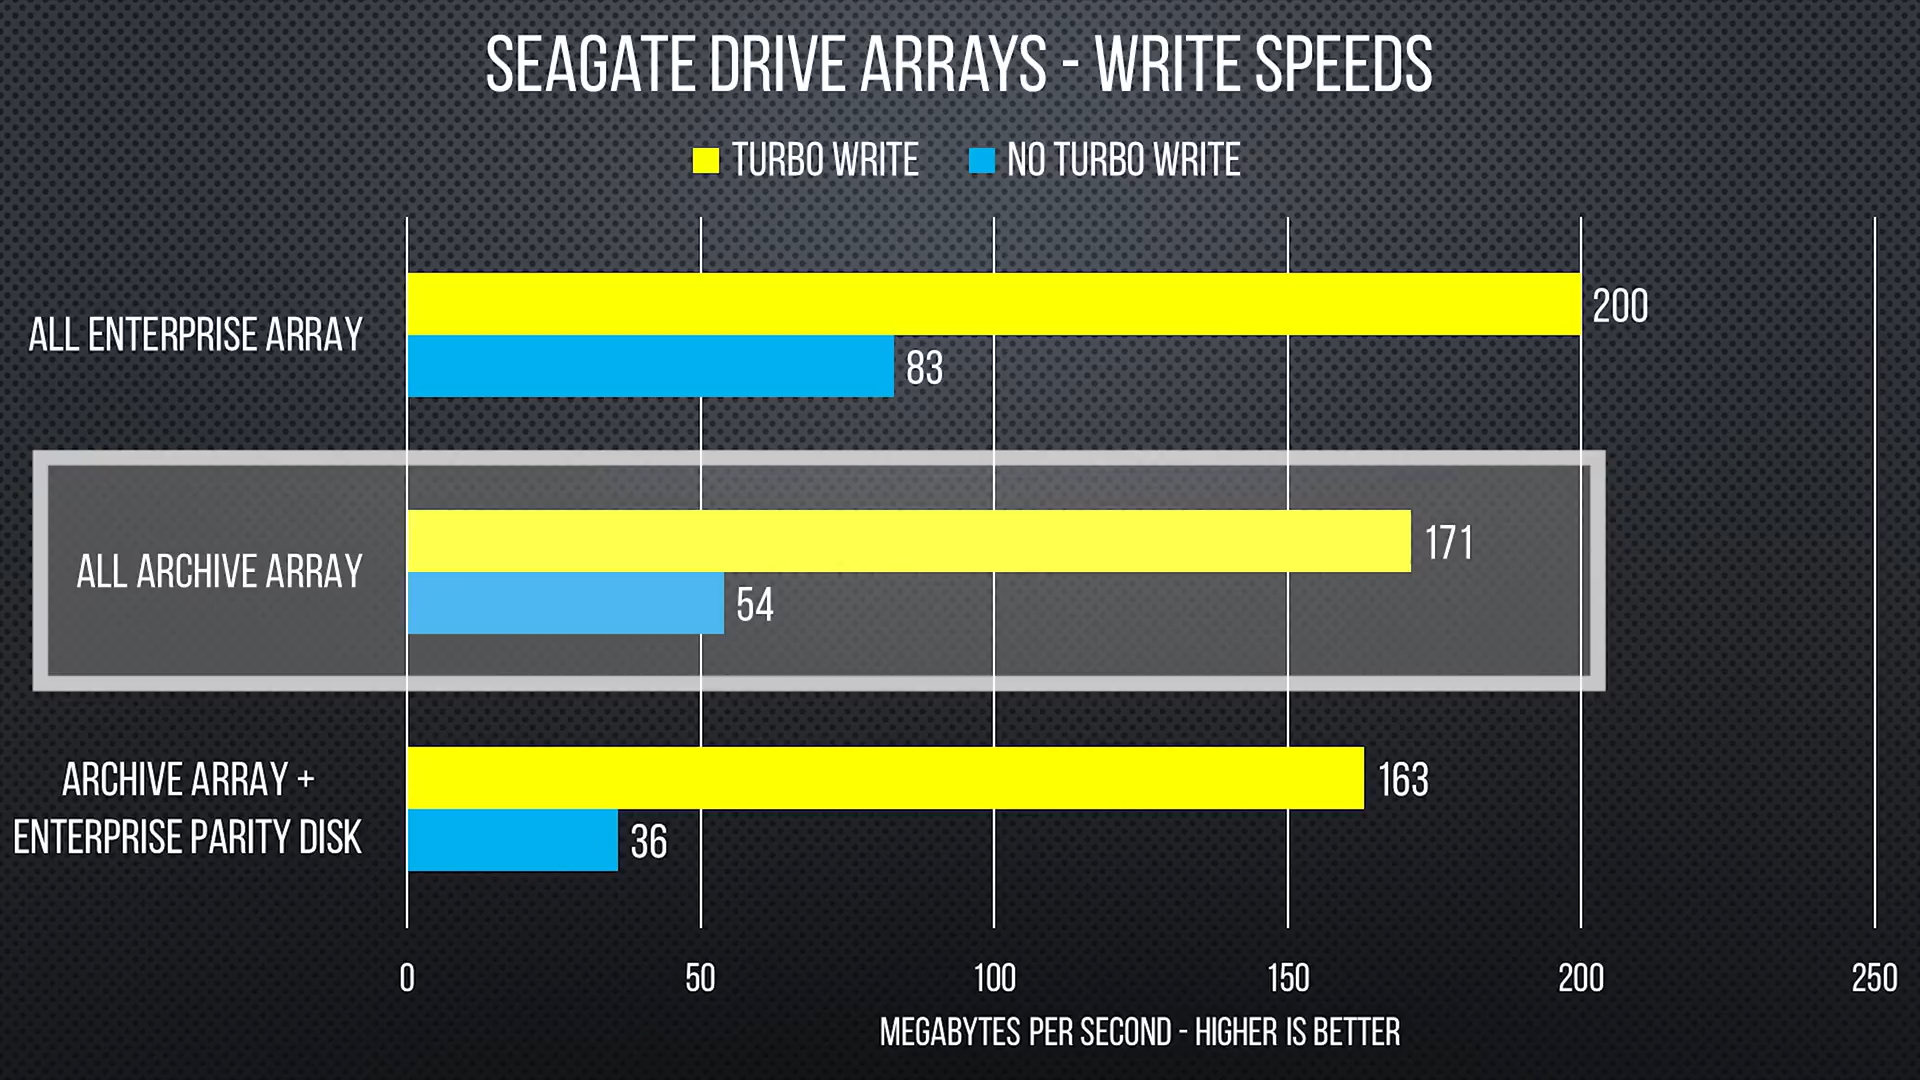 SEAGATE DRIVE ARRAYS - WRITE SPEEDS
TURBO WRITE NO TURBO WRITE
ALL ENTERPRISE ARRAY
200
83
ALL ARCHIVE ARRAY
171
54
ARCHIVE ARRAY +
ENTERPRISE PARITY DISK
163
36
0 50 100 150 200 250
MEGABYTES PER SECOND - HIGHER IS BETTER